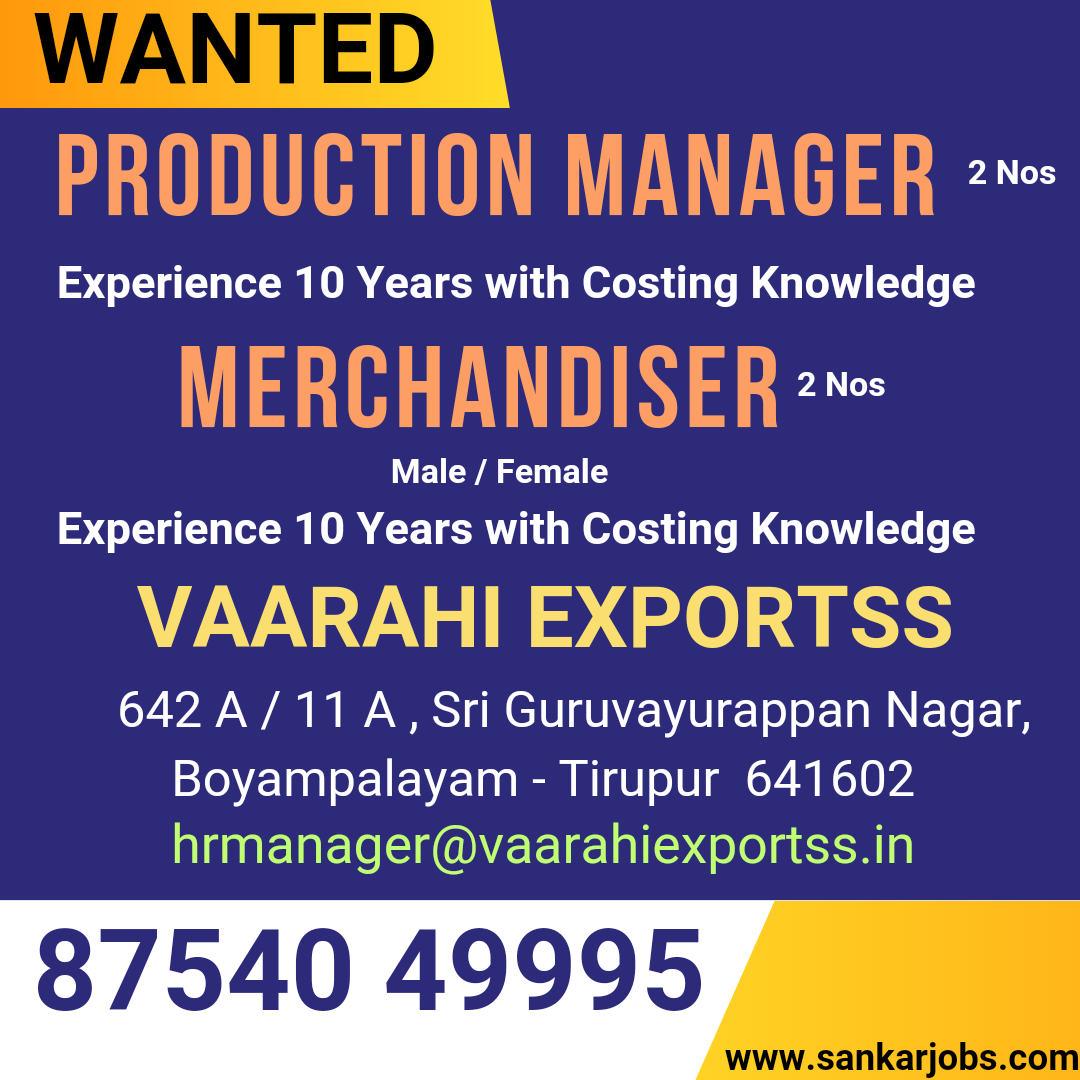 WANTED
PRODUCTION MANAGER 2 Nos
Experience 10 Years with Costing Knowledge
MERCHANDISER 2 Nos
Male / Female
Experience 10 Years with Costing Knowledge
VAARAHI EXPORTSS
642 A / 11 A , Sri Guruvayurappan Nagar,
Boyampalayam - Tirupur 641602
hrmanager@vaarahiexportss.in
87540 49995
www.sankarjobs.com